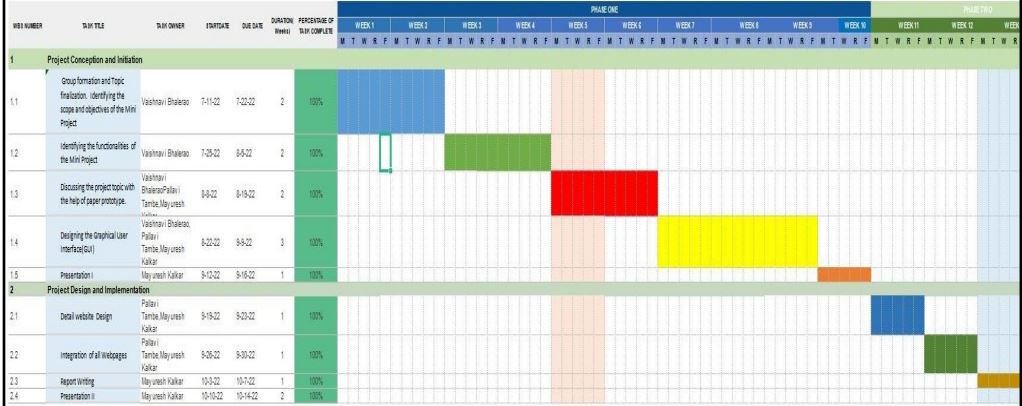 PHASE ONE PHASE TWO
WBS NUMBER TASK TITLE TASK OWNER STARTDATE DUE DATE DURATION( Weeks) PERCENTAGE OF TASK COMPLETE WEEK 1 WEEK 2 WEEK 3 WEEK 4 WEEK 5 WEEK 6 WEEK 7 WEEK 8 WEEK 9 WEEK 10 WEEK 11 WEEK 12 WEEK
M T W R F M T W R F M T W R F M T W R F M T W R F M T W R F M T W R F M T W R F M T W R F M T W R F M T W R F M T W R F M T W R
1 Project Conception and Initiation
1.1 Group formation and Topic finalization. Identifying the scope and objectives of the Mini Project Vaishnavi Bhalerao 7-11-22 7-22-22 2 100%
1.2 Identifying the functionalities of the Mini Project Vaishnavi Bhalerao 7-25-22 8-5-22 2 100%
1.3 Discussing the project topic with the help of paper prototype. Vaishnavi BhaleraoPallavi Tambe,Mayuresh 8-8-22 8-19-22 2 100%
1.4 Designing the Graphical User Interface(GUI) Vaishnavi Bhalerao, Pallavi Tambe,Mayuresh Kalkar 8-22-22 9-9-22 3 100%
1.5 Presentation I Mayuresh Kalkar 9-12-22 9-16-22 1 100%
2 Project Design and Implementation
2.1 Detail website Design Pallavi Tambe,Mayuresh Kalkar 9-19-22 9-23-22 1 100%
2.2 Integration of all Webpages Pallavi Tambe,Mayuresh Kalkar 9-26-22 9-30-22 1 100%
2.3 Report Writing Mayuresh Kalkar 10-3-22 10-7-22 1 100%
2.4 Presentation II Mayuresh Kalkar 10-10-22 10-14-22 2 100%